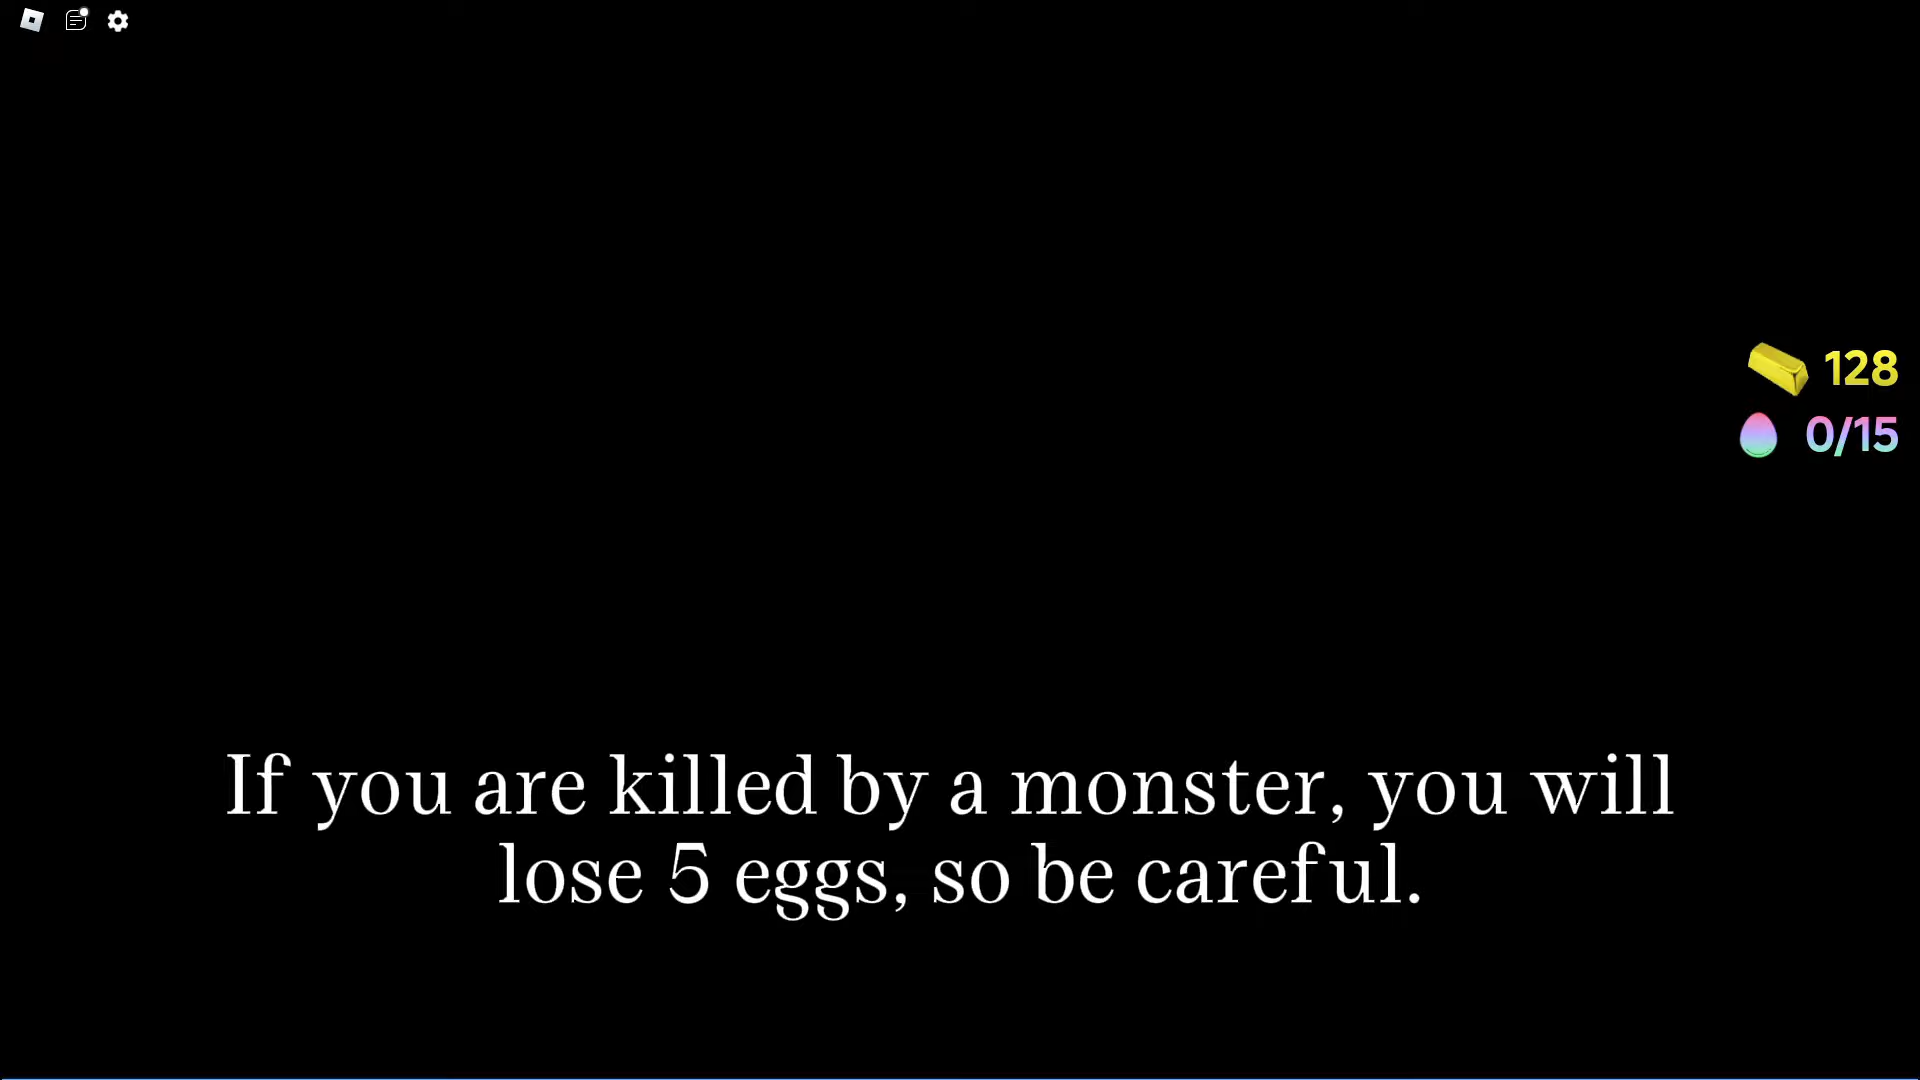 128
0/15
If you are killed by a monster, you will
lose 5 eggs, so be careful.